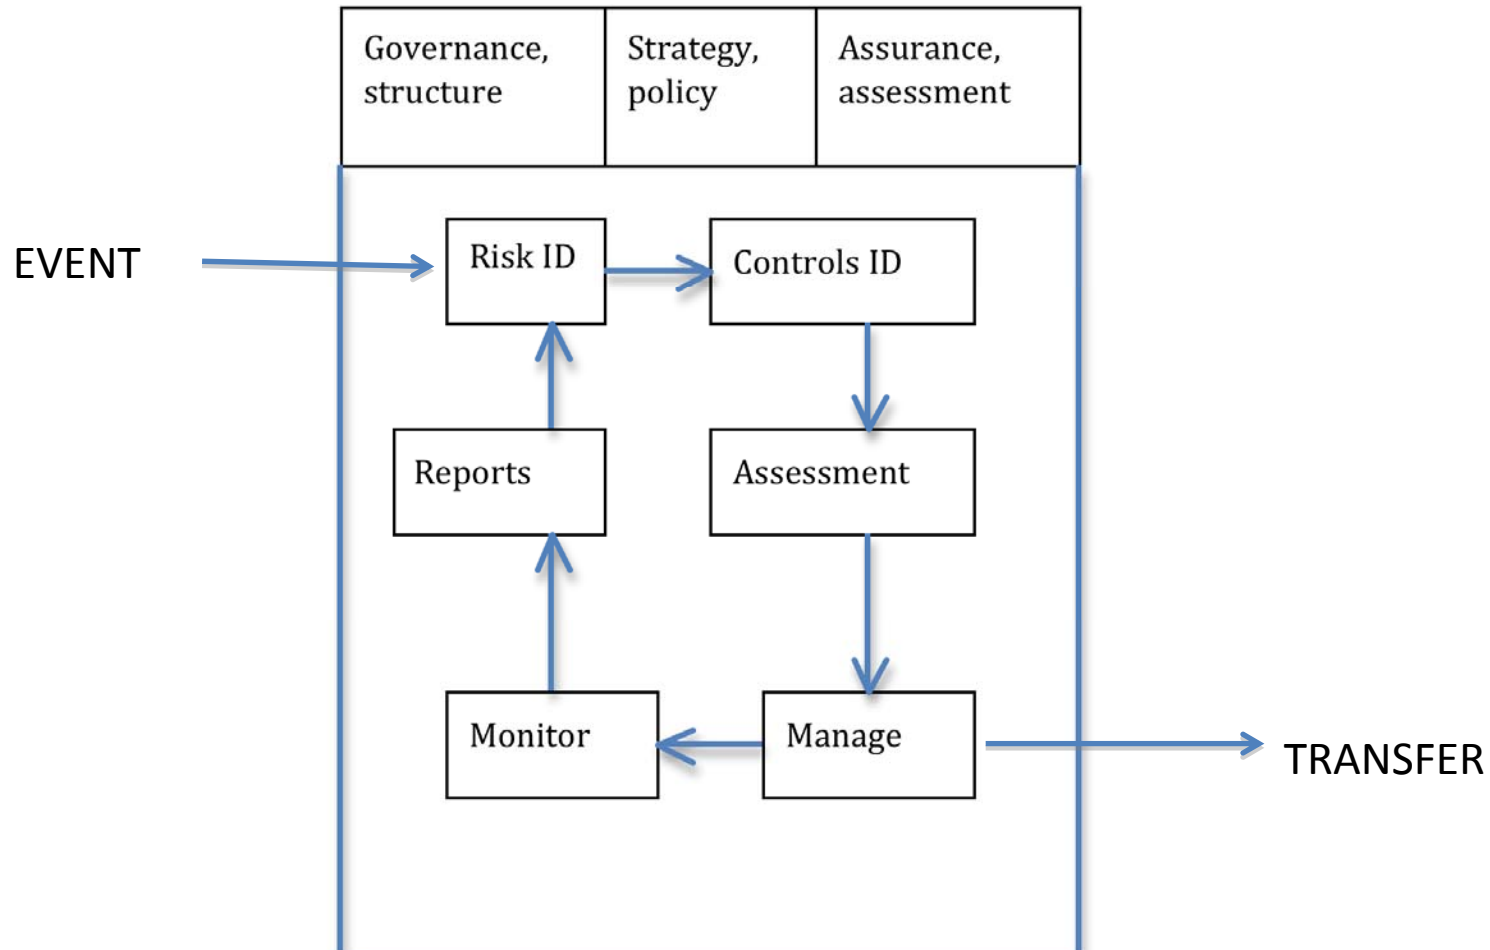 Governance,
structure
Strategy,
policy
Assurance,
assessment
EVENT
Risk ID
Controls ID
Reports
Assessment
Monitor
Manage
TRANSFER